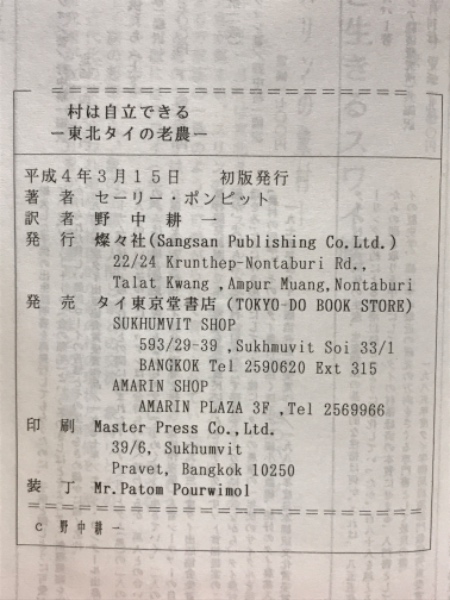 村は自立できる
ー東北タイの老農ー
平成4年3月15日　初版発行
著　者　セーリー・ポンピット
訳　者　野　中　耕　一
発　行　燦々社(Sangsan Publishing Co.Ltd.)
22/24 Krunthep-Nontaburi Rd.,
Talat Kwang ,Ampur Muang,Nontaburi
発　売　タイ東京堂書店 (TOKYO-DO BOOK STORE)
SUKHUMVIT SHOP
593/29-39 ,Sukhmuvit Soi 33/1
BANGKOK Tel 2590620 Ext 315
AMARIN SHOP
AMARIN PLAZA 3F ,Tel 2569966
印　刷　Master Press Co.,Ltd.
39/6, Sukhumvit
Pravet, Bangkok 10250
装　丁　Mr.Patom Pourwimol
c　野中耕一